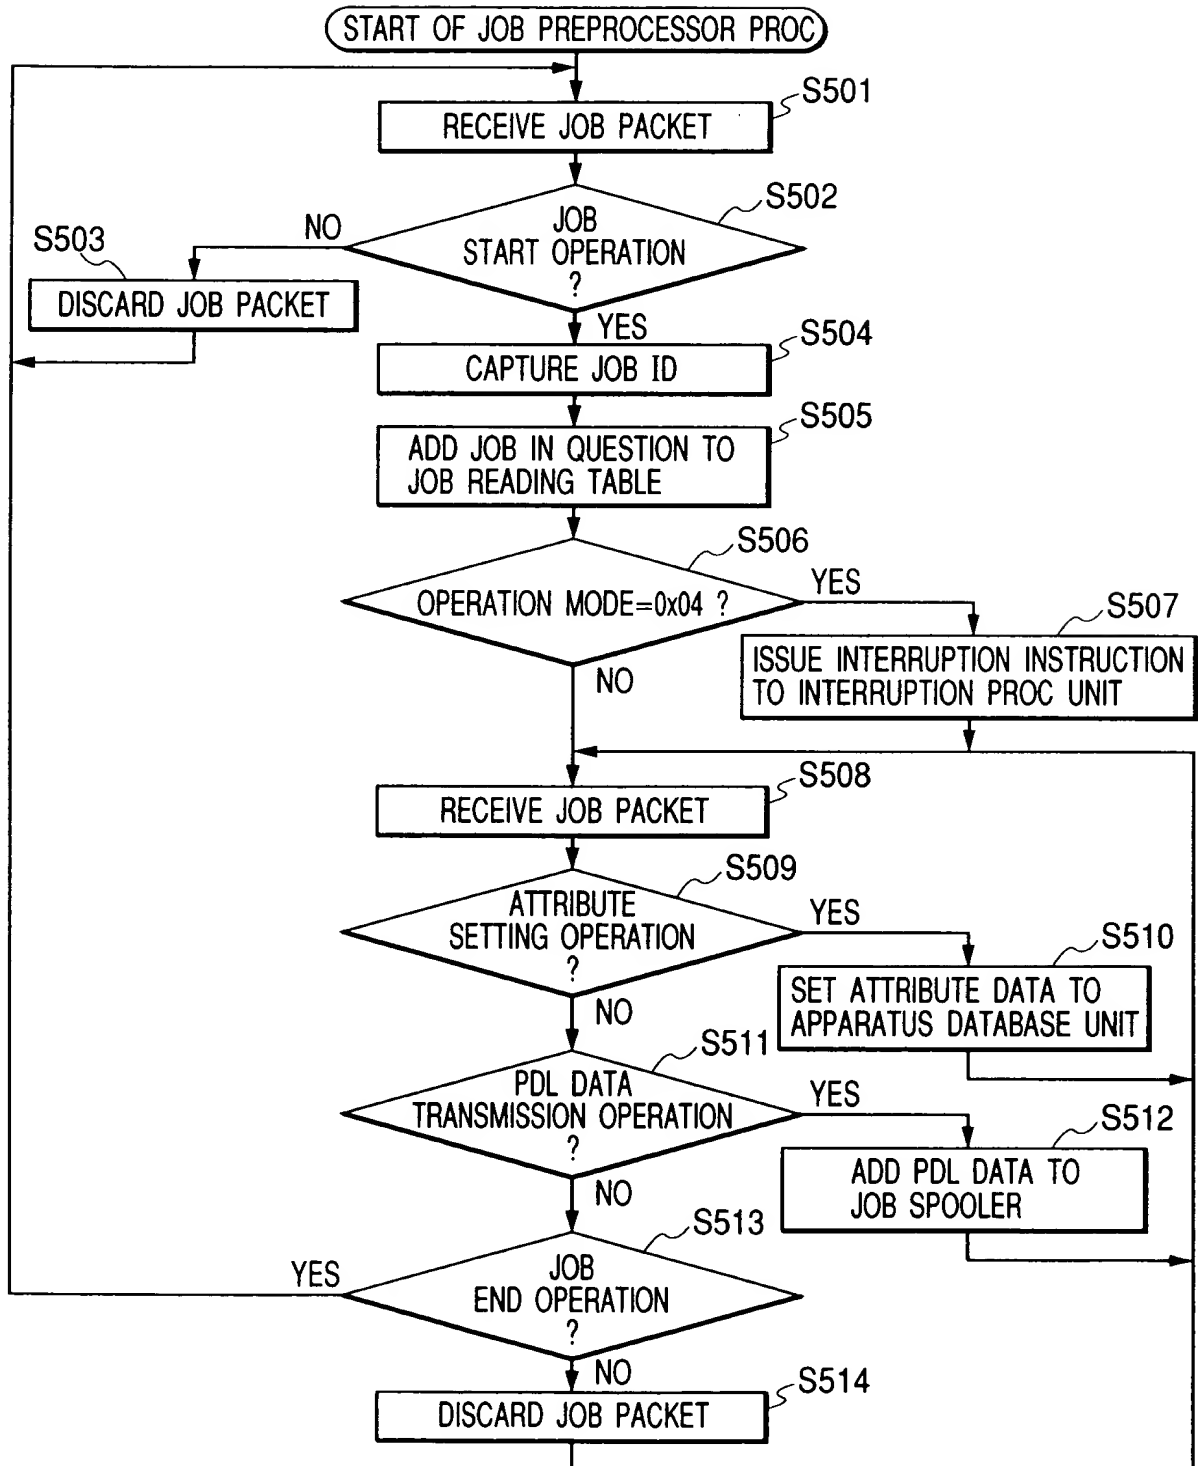 START OF JOB PREPROCESSOR PROC
S501
RECEIVE JOB PACKET
S502
JOB
START OPERATION
?
NO
S503
DISCARD JOB PACKET
YES
S504
CAPTURE JOB ID
S505
ADD JOB IN QUESTION TO
JOB READING TABLE
S506
OPERATION MODE=0x04 ?
YES
S507
ISSUE INTERRUPTION INSTRUCTION
TO INTERRUPTION PROC UNIT
NO
S508
RECEIVE JOB PACKET
S509
ATTRIBUTE
SETTING OPERATION
?
YES
S510
SET ATTRIBUTE DATA TO
APPARATUS DATABASE UNIT
NO
S511
PDL DATA
TRANSMISSION OPERATION
?
YES
S512
ADD PDL DATA TO
JOB SPOOLER
NO
S513
JOB
END OPERATION
?
YES
NO
S514
DISCARD JOB PACKET